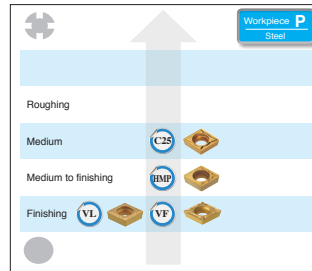 Workpiece P
Steel
Roughing
Medium C25
Medium to finishing HMP
Finishing VL VF